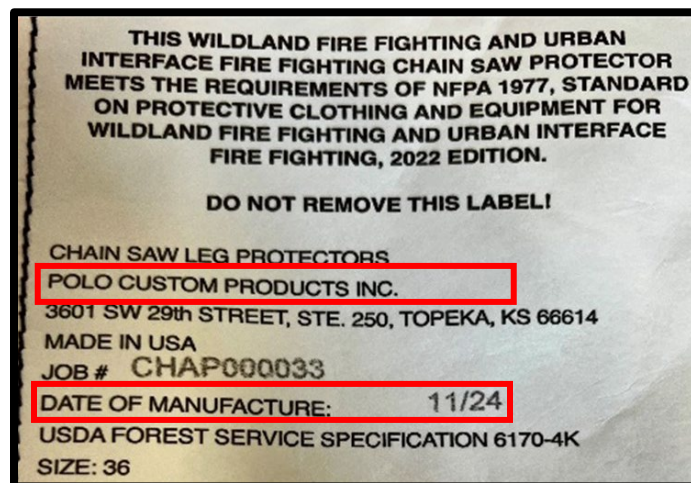 THIS WILDLAND FIRE FIGHTING AND URBAN
INTERFACE FIRE FIGHTING CHAIN SAW PROTECTOR
MEETS THE REQUIREMENTS OF NFPA 1977, STANDARD
ON PROTECTIVE CLOTHING AND EQUIPMENT FOR
WILDLAND FIRE FIGHTING AND URBAN INTERFACE
FIRE FIGHTING, 2022 EDITION.
DO NOT REMOVE THIS LABEL!
CHAIN SAW LEG PROTECTORS
POLO CUSTOM PRODUCTS INC.
3601 SW 29th STREET, STE. 250, TOPEKA, KS 66614
MADE IN USA
JOB # CHAP000033
DATE OF MANUFACTURE: 11/24
USDA FOREST SERVICE SPECIFICATION 6170-4K
SIZE: 36